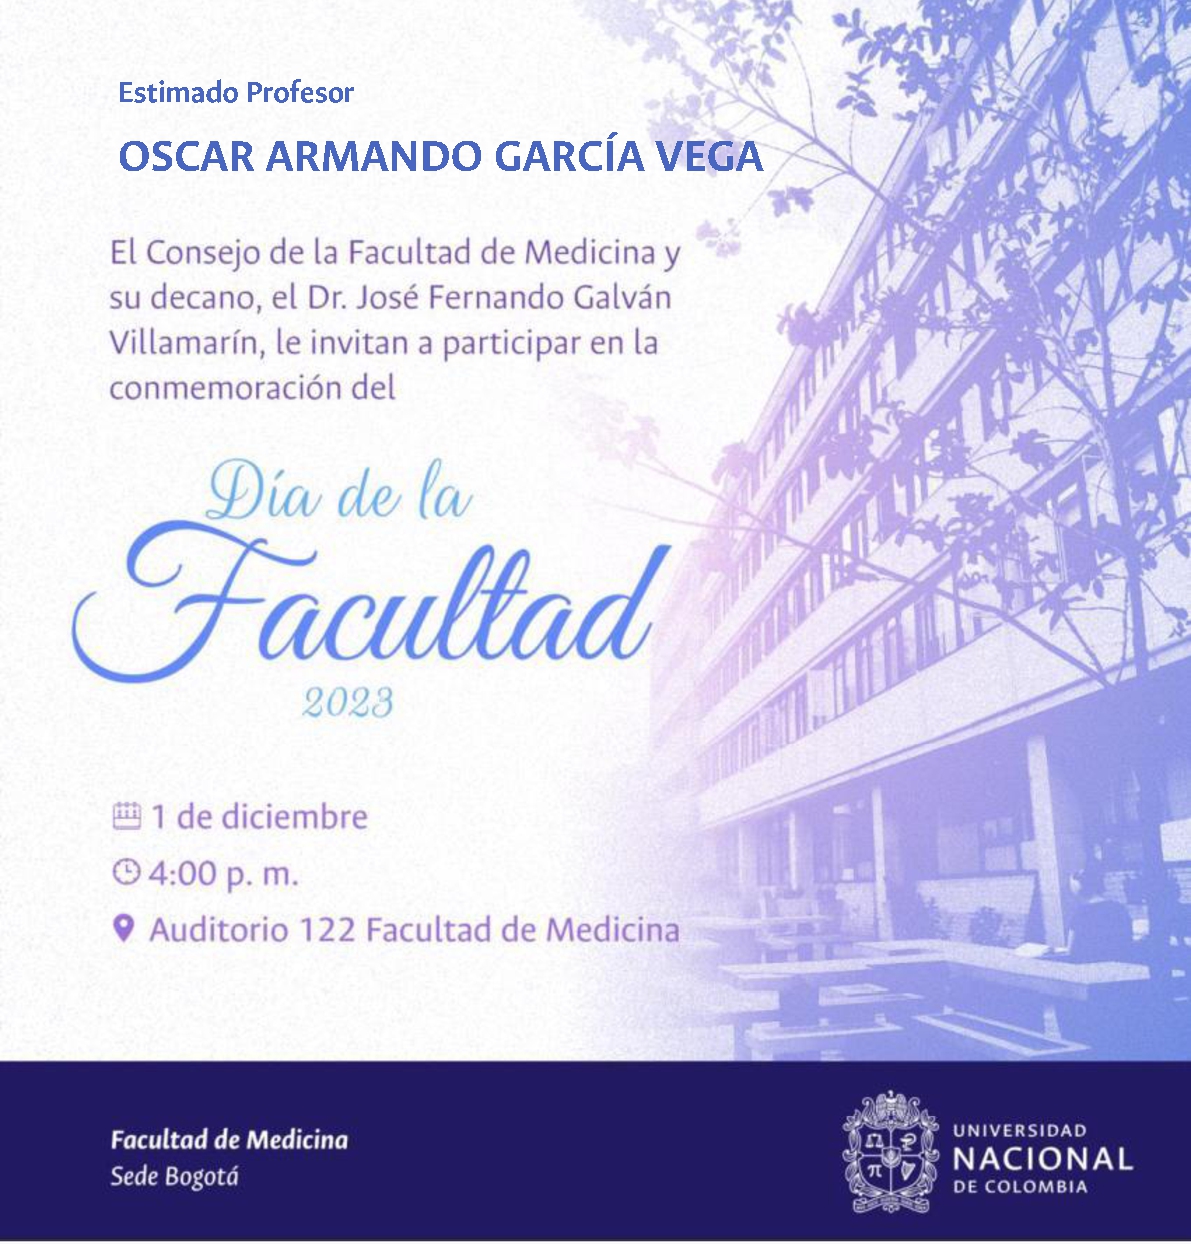 Estimado Profesor
OSCAR ARMANDO GARCÍA VEGA
El Consejo de la Facultad de Medicina y
su decano, el Dr. José Fernando Galván
Villamarín, le invitan a participar en la
conmemoración del
Día de la
Facultad
2023
1 de diciembre
4:00 p. m.
Auditorio 122 Facultad de Medicina
Facultad de Medicina
Sede Bogotá
UNIVERSIDAD
NACIONAL
DE COLOMBIA